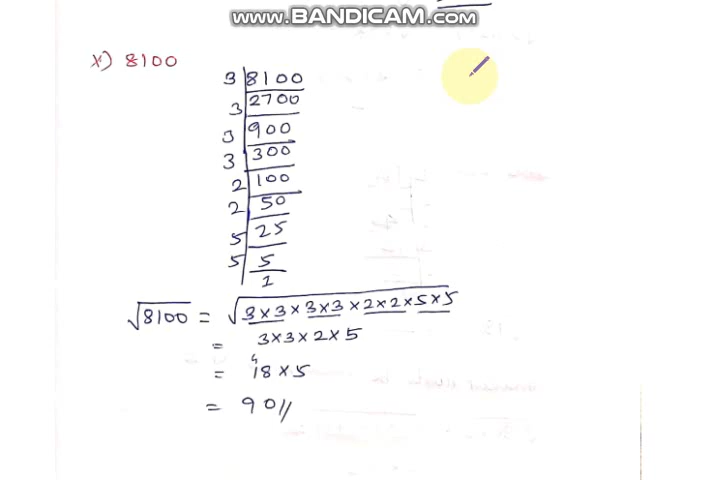 WWW.BANDICAM.COM
x) 8100
3 | 8100
3 | 2700
3 | 900
3 | 300
2 | 100
2 | 50
5 | 25
5 | 5
1
√8100 = √3×3×3×3×2×2×5×5
= 3×3×2×5
4
= 18×5
= 90//